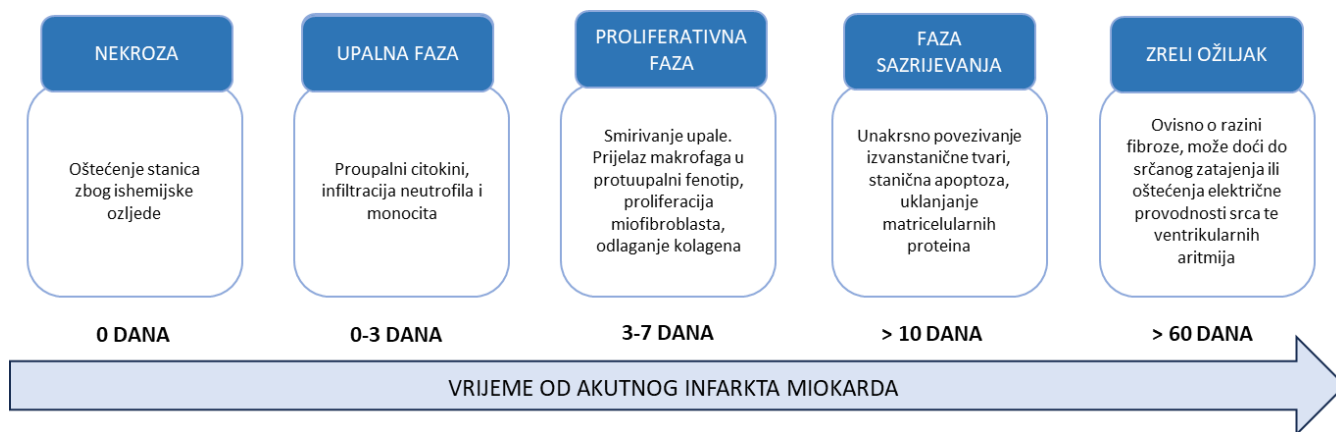 NEKROZA
Oštećenje stanica
zbog ishemijske
ozljede
0 DANA
UPALNA FAZA
Proupalni citokini,
infiltracija neutrofila i
monocita
0-3 DANA
PROLIFERATIVNA
FAZA
Smirivanje upale.
Prijelaz makrofaga u
protuupalni fenotip,
proliferacija
miofibroblasta,
odlaganje kolagena
3-7 DANA
FAZA
SAZRIJEVANJA
Unakrsno povezivanje
izvanstanične tvari,
stanična apoptoza,
uklanjanje
matricelularnih
proteina
> 10 DANA
ZRELI OŽILJAK
Ovisno o razini
fibroze, može doći do
srčanog zatajenja ili
oštećenja električne
provodnosti srca te
ventrikularnih
aritmija
> 60 DANA
VRIJEME OD AKUTNOG INFARKTA MIOKARDA